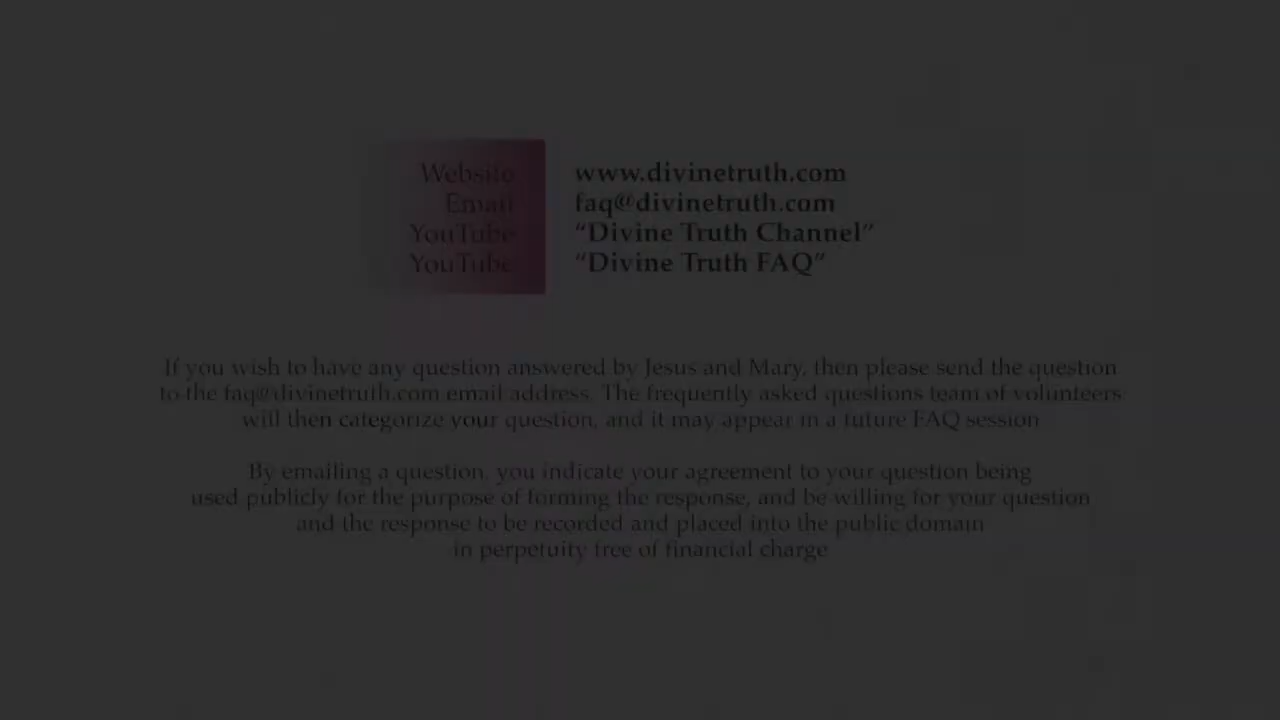 Website www.divinetruth.com
Email faq@divinetruth.com
YouTube “Divine Truth Channel”
YouTube “Divine Truth FAQ”
If you wish to have any question answered by Jesus and Mary, then please send the question
to the faq@divinetruth.com email address. The frequently asked questions team of volunteers
will then categorize your question, and it may appear in a future FAQ session
By emailing a question, you indicate your agreement to your question being
used publicly for the purpose of forming the response, and be willing for your question
and the response to be recorded and placed into the public domain
in perpetuity free of financial charge